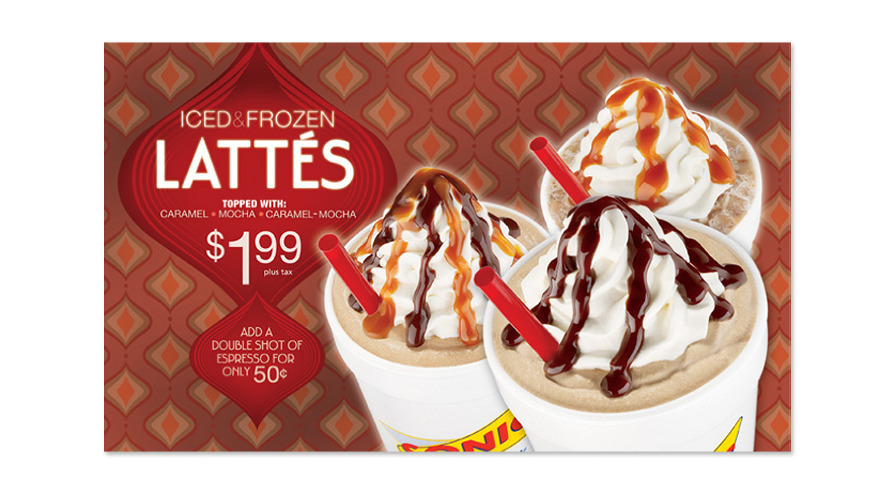 ICED&FROZEN
LATTÉS
TOPPED WITH:
CARAMEL • MOCHA • CARAMEL-MOCHA
$1.99
plus tax
ADD A
DOUBLE SHOT OF
ESPRESSO FOR
ONLY 50¢
SONIC